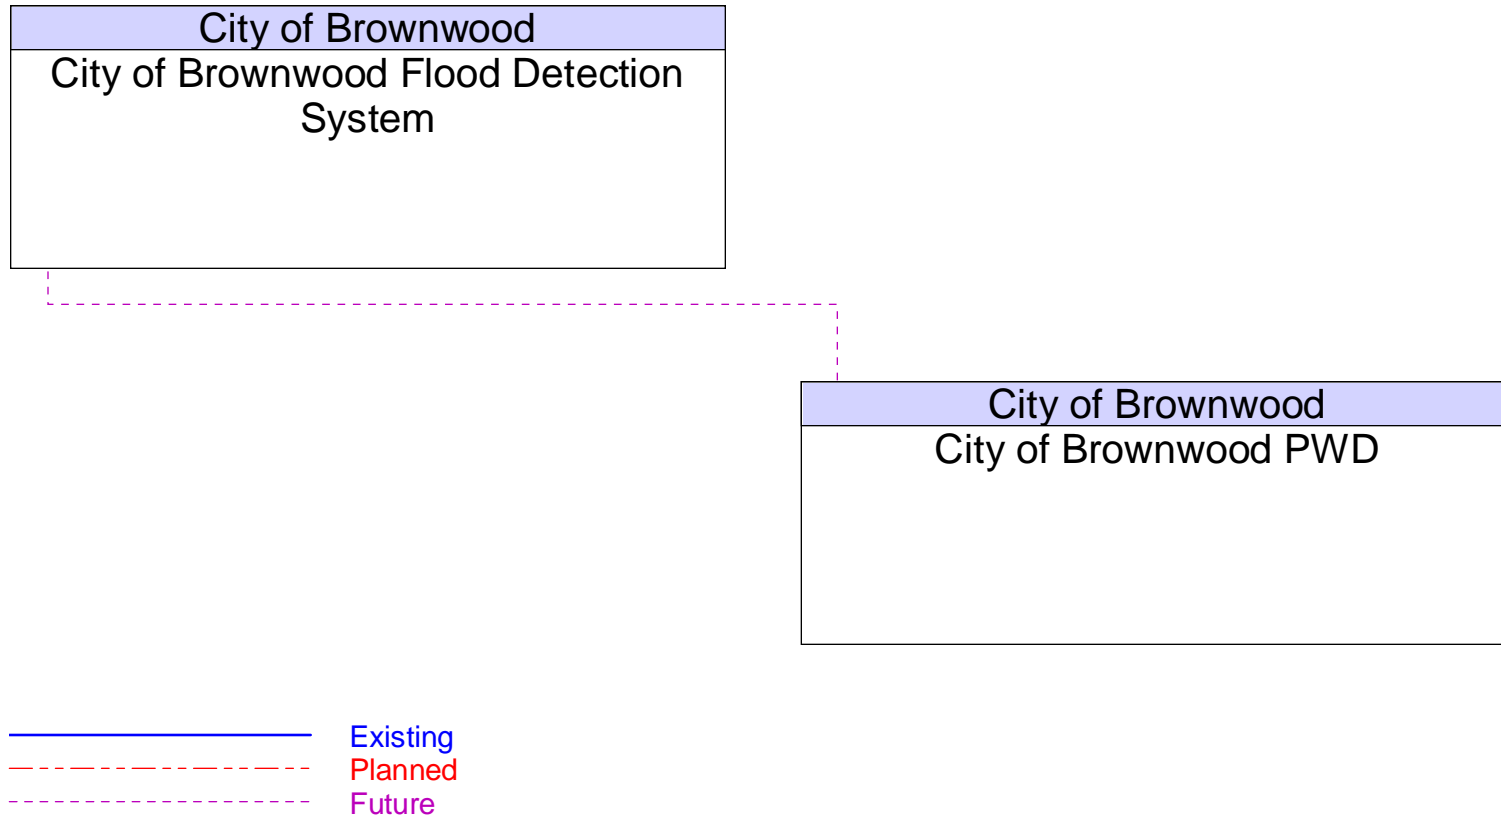 City of Brownwood
City of Brownwood Flood Detection
System
City of Brownwood
City of Brownwood PWD
Existing
Planned
Future